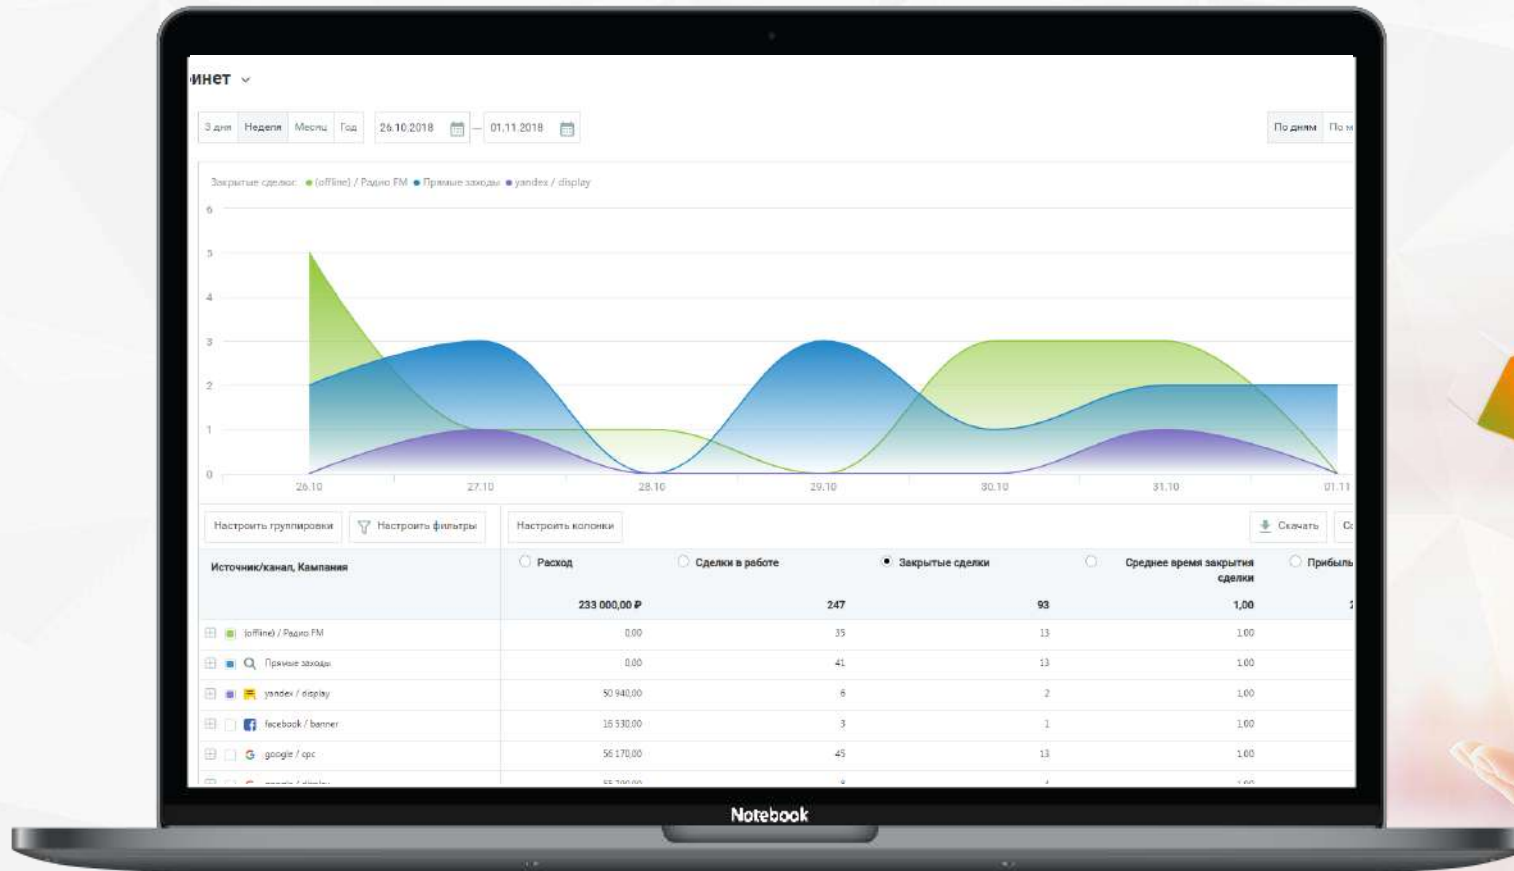 инет
3 дня Неделя Месяц Год 26.10.2018 — 01.11.2018 По дням По м
Закрытые сделки: (offline) / Радио FM Прямые заходы yandex / display
6
5
4
3
2
1
0
26.10 27.10 28.10 29.10 30.10 31.10 01.11
Настроить группировки Настроить фильтры Настроить колонки Скачать Со
Источник/канал, Кампания Расход Сделки в работе Закрытые сделки Среднее время закрытия Прибыль
сделки
233 000,00 ₽ 247 93 1,00
(offline) / Радио FM 0,00 35 13 1,00
Прямые заходы 0,00 41 13 1,00
yandex / display 50 940,00 6 2 1,00
facebook / banner 16 530,00 3 1 1,00
google / cpc 56 170,00 45 13 1,00
Notebook